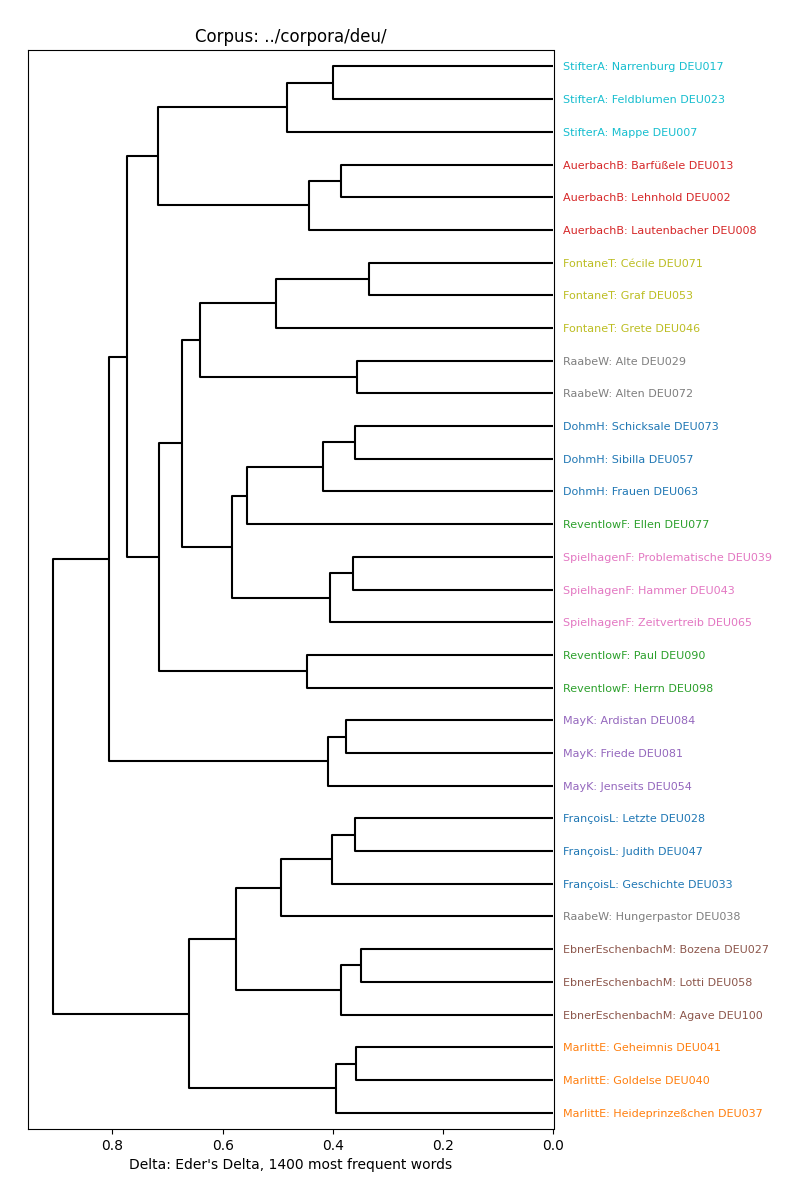 Corpus: ../corpora/deu/
StifterA: Narrenburg DEU017
StifterA: Feldblumen DEU023
StifterA: Mappe DEU007
AuerbachB: Barfüßele DEU013
AuerbachB: Lehnhold DEU002
AuerbachB: Lautenbacher DEU008
FontaneT: Cécile DEU071
FontaneT: Graf DEU053
FontaneT: Grete DEU046
RaabeW: Alte DEU029
RaabeW: Alten DEU072
DohmH: Schicksale DEU073
DohmH: Sibilla DEU057
DohmH: Frauen DEU063
ReventlowF: Ellen DEU077
SpielhagenF: Problematische DEU039
SpielhagenF: Hammer DEU043
SpielhagenF: Zeitvertreib DEU065
ReventlowF: Paul DEU090
ReventlowF: Herrn DEU098
MayK: Ardistan DEU084
MayK: Friede DEU081
MayK: Jenseits DEU054
FrançoisL: Letzte DEU028
FrançoisL: Judith DEU047
FrançoisL: Geschichte DEU033
RaabeW: Hungerpastor DEU038
EbnerEschenbachM: Bozena DEU027
EbnerEschenbachM: Lotti DEU058
EbnerEschenbachM: Agave DEU100
MarlittE: Geheimnis DEU041
MarlittE: Goldelse DEU040
MarlittE: Heideprinzeßchen DEU037
0.8 0.6 0.4 0.2 0.0
Delta: Eder's Delta, 1400 most frequent words